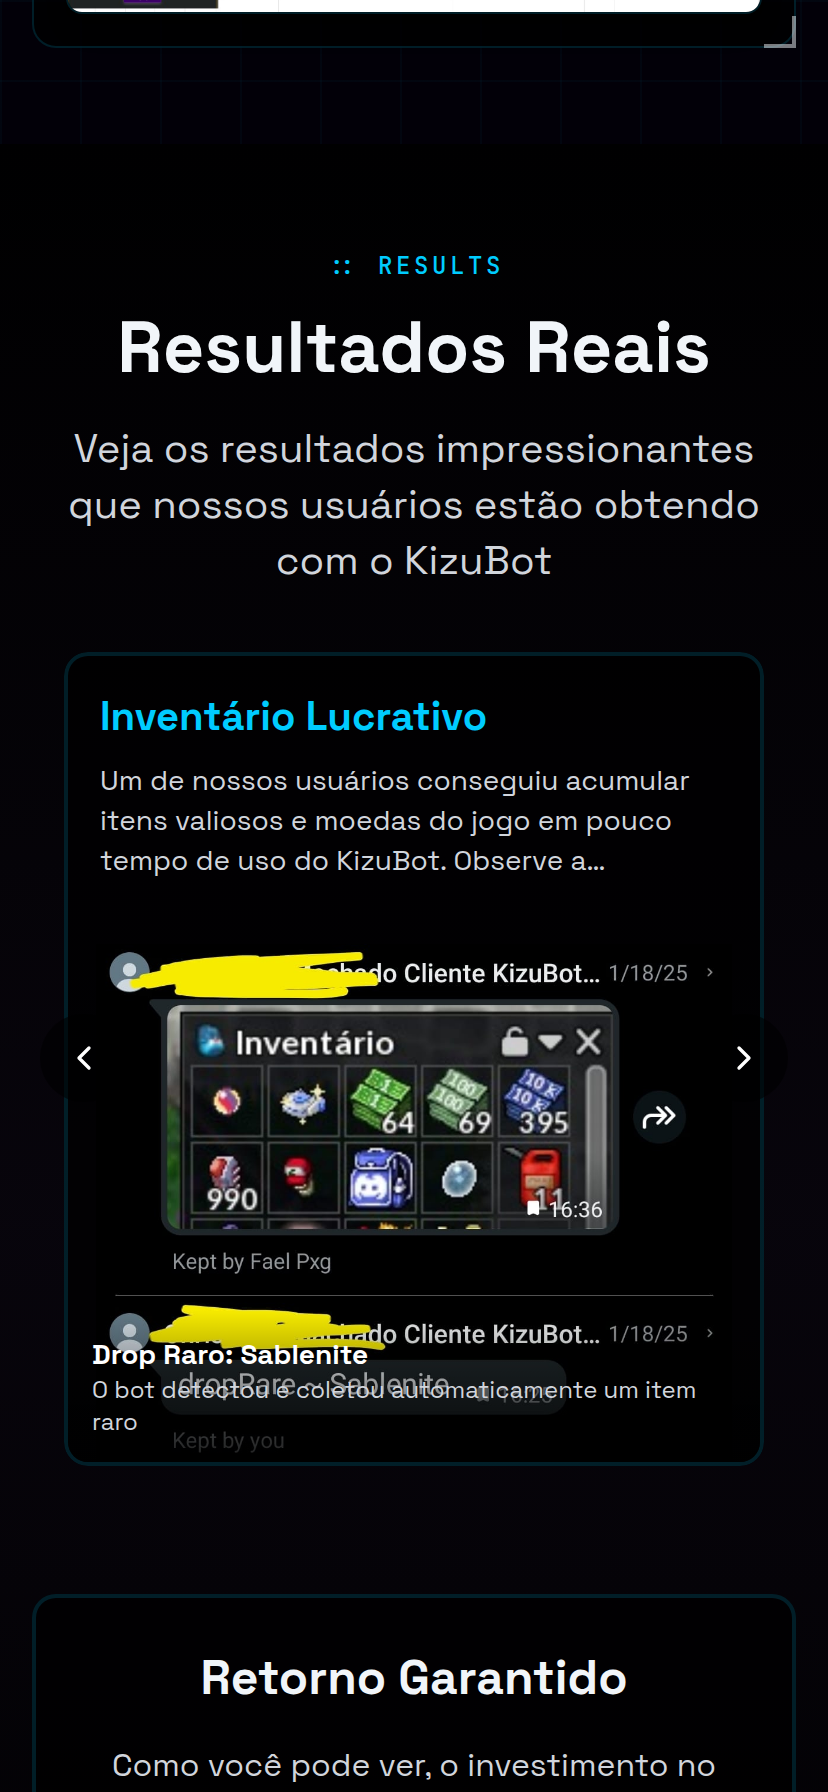 :: RESULTS
Resultados Reais
Veja os resultados impressionantes
que nossos usuários estão obtendo
com o KizuBot
Inventário Lucrativo
Um de nossos usuários conseguiu acumular
itens valiosos e moedas do jogo em pouco
tempo de uso do KizuBot. Observe a...
do Cliente KizuBot... 1/18/25 >
Inventário
64 69 395
990 11
16:36
Kept by Fael Pxg
do Cliente KizuBot... 1/18/25 >
Drop Raro: Sablenite
dropRare ~ Sablenite
O bot detectou e coletou automaticamente um item
raro
Kept by you
Retorno Garantido
Como você pode ver, o investimento no